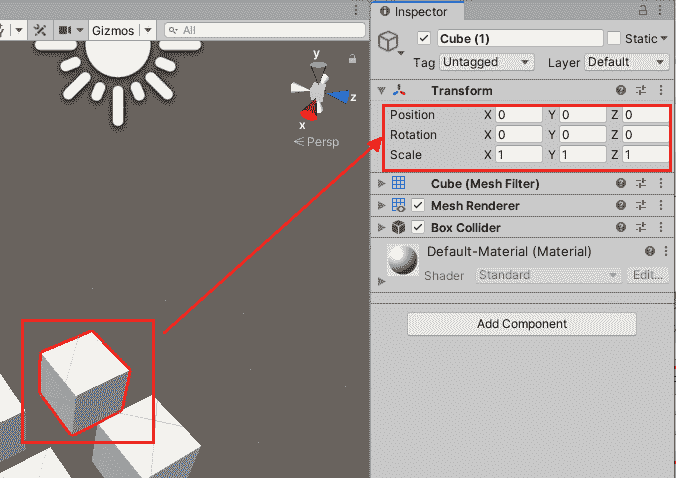 Gizmos
All
y
z
x
Persp
Inspector
Cube (1)
Static
Tag Untagged Layer Default
Transform
Position X 0 Y 0 Z 0
Rotation X 0 Y 0 Z 0
Scale X 1 Y 1 Z 1
Cube (Mesh Filter)
Mesh Renderer
Box Collider
Default-Material (Material)
Shader Standard Edit...
Add Component